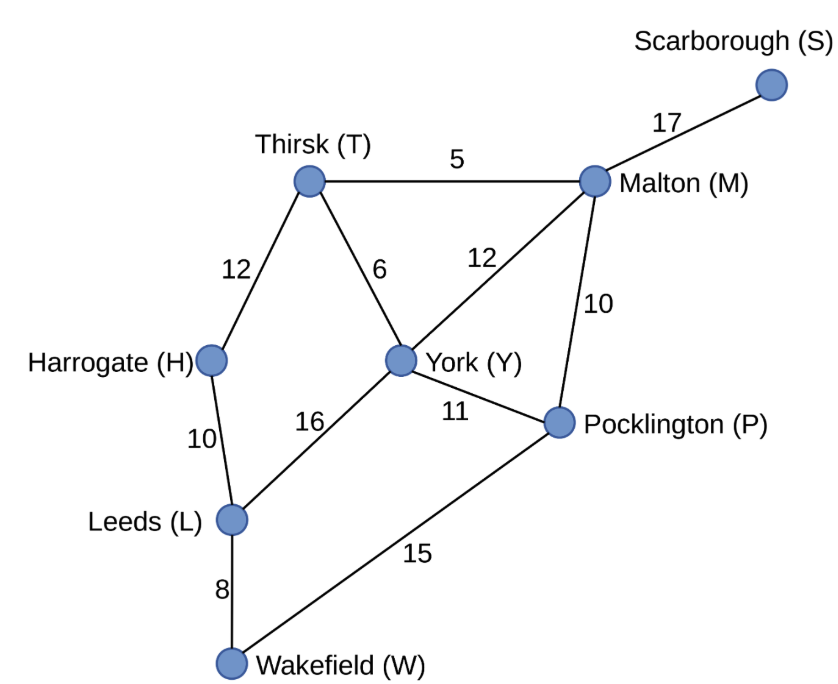 Scarborough (S)
17
Thirsk (T)
5
Malton (M)
12
6
12
10
Harrogate (H)
York (Y)
11
16
Pocklington (P)
10
Leeds (L)
15
8
Wakefield (W)